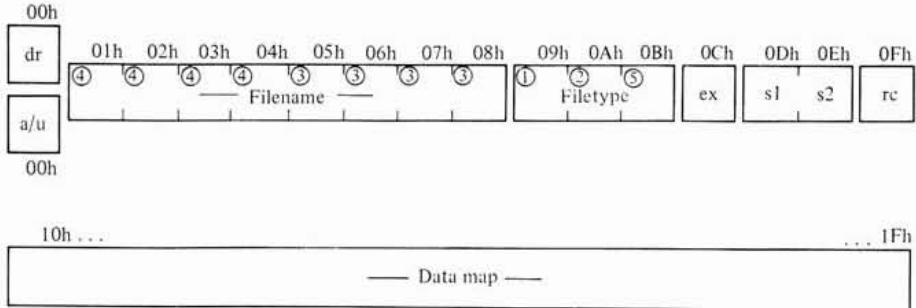 00h
dr 01h 02h 03h 04h 05h 06h 07h 08h 09h 0Ah 0Bh 0Ch 0Dh 0Eh 0Fh
④ ④ ④ ④ ③ ③ ③ ③ ① ② ⑤
Filename Filetype ex s1 s2 rc
a/u
00h
10h . . . . . . 1Fh
Data map